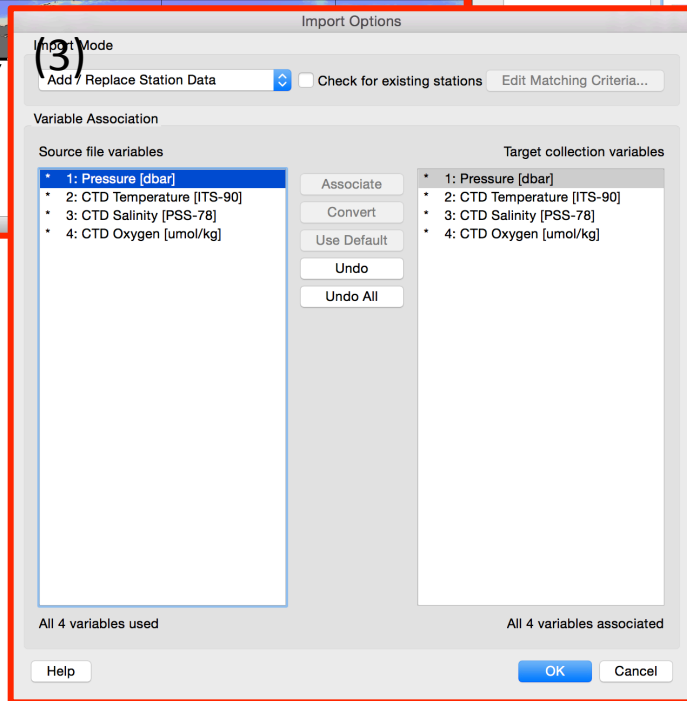 Import Options
Import Mode
(3)
Add / Replace Station Data
Check for existing stations
Edit Matching Criteria...
Variable Association
Source file variables
Target collection variables
* 1: Pressure [dbar]
* 2: CTD Temperature [ITS-90]
* 3: CTD Salinity [PSS-78]
* 4: CTD Oxygen [umol/kg]
Associate
Convert
Use Default
Undo
Undo All
* 1: Pressure [dbar]
* 2: CTD Temperature [ITS-90]
* 3: CTD Salinity [PSS-78]
* 4: CTD Oxygen [umol/kg]
All 4 variables used
All 4 variables associated
Help
OK
Cancel